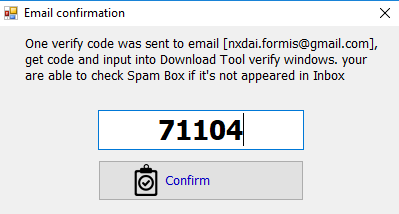 Email confirmation
One verify code was sent to email [nxdai.formis@gmail.com],
get code and input into Download Tool verify windows. your
are able to check Spam Box if it's not appeared in Inbox
71104
Confirm